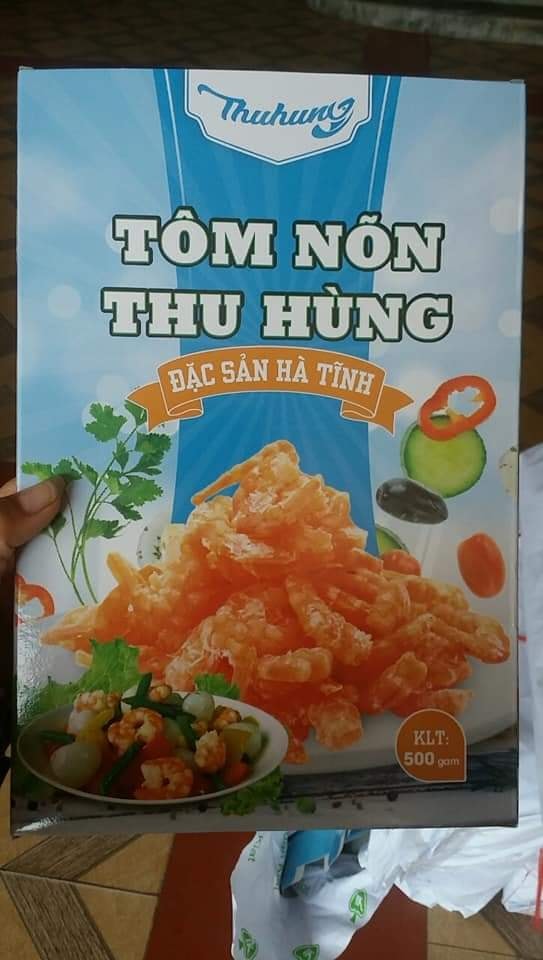 Thuhung
TÔM NÕN
THU HÙNG
ĐẶC SẢN HÀ TĨNH
KLT:
500 gam